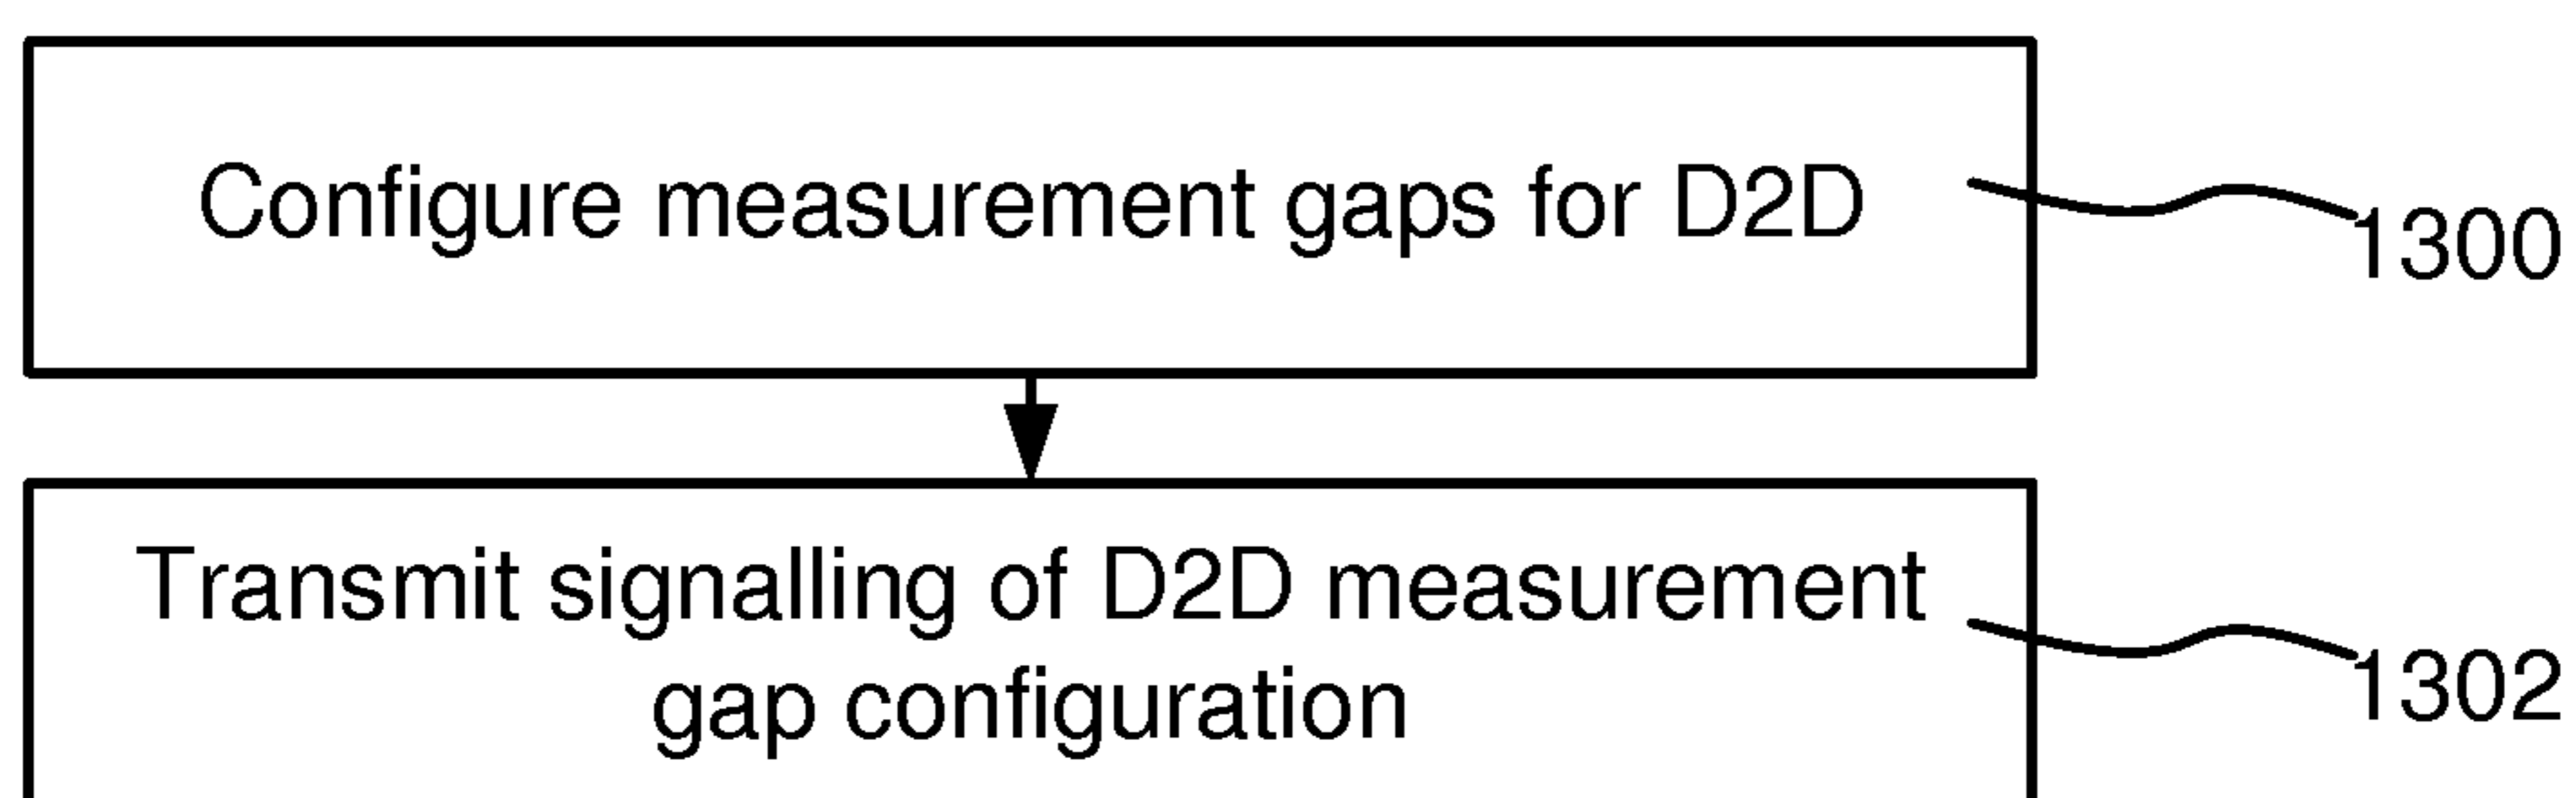 Configure measurement gaps for D2D
1300
Transmit signalling of D2D measurement
gap configuration
1302